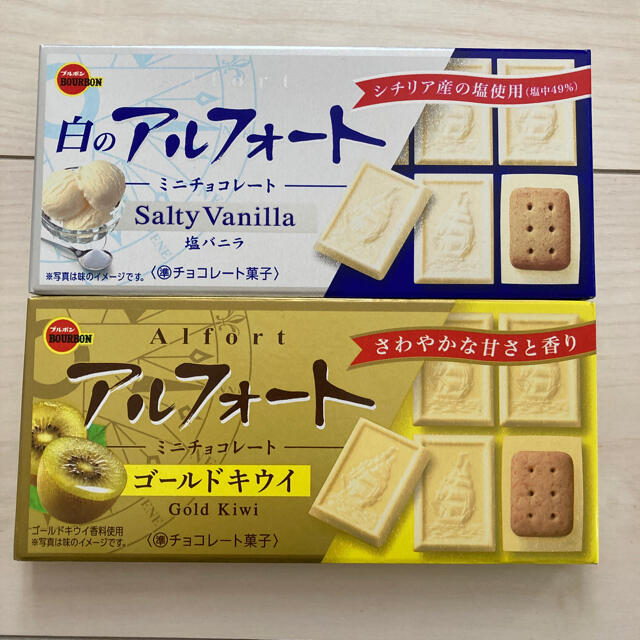 ブルボン
BOURBON
Alfort
シチリア産の塩使用(塩中49%)
白のアルフォート
ミニチョコレート
Salty Vanilla
塩バニラ
※写真は味のイメージです。
〈準チョコレート菓子〉
ブルボン
BOURBON
Alfort
さわやかな甘さと香り
アルフォート
ミニチョコレート
ゴールドキウイ
Gold Kiwi
ゴールドキウイ香料使用
※写真は味のイメージです。
〈準チョコレート菓子〉